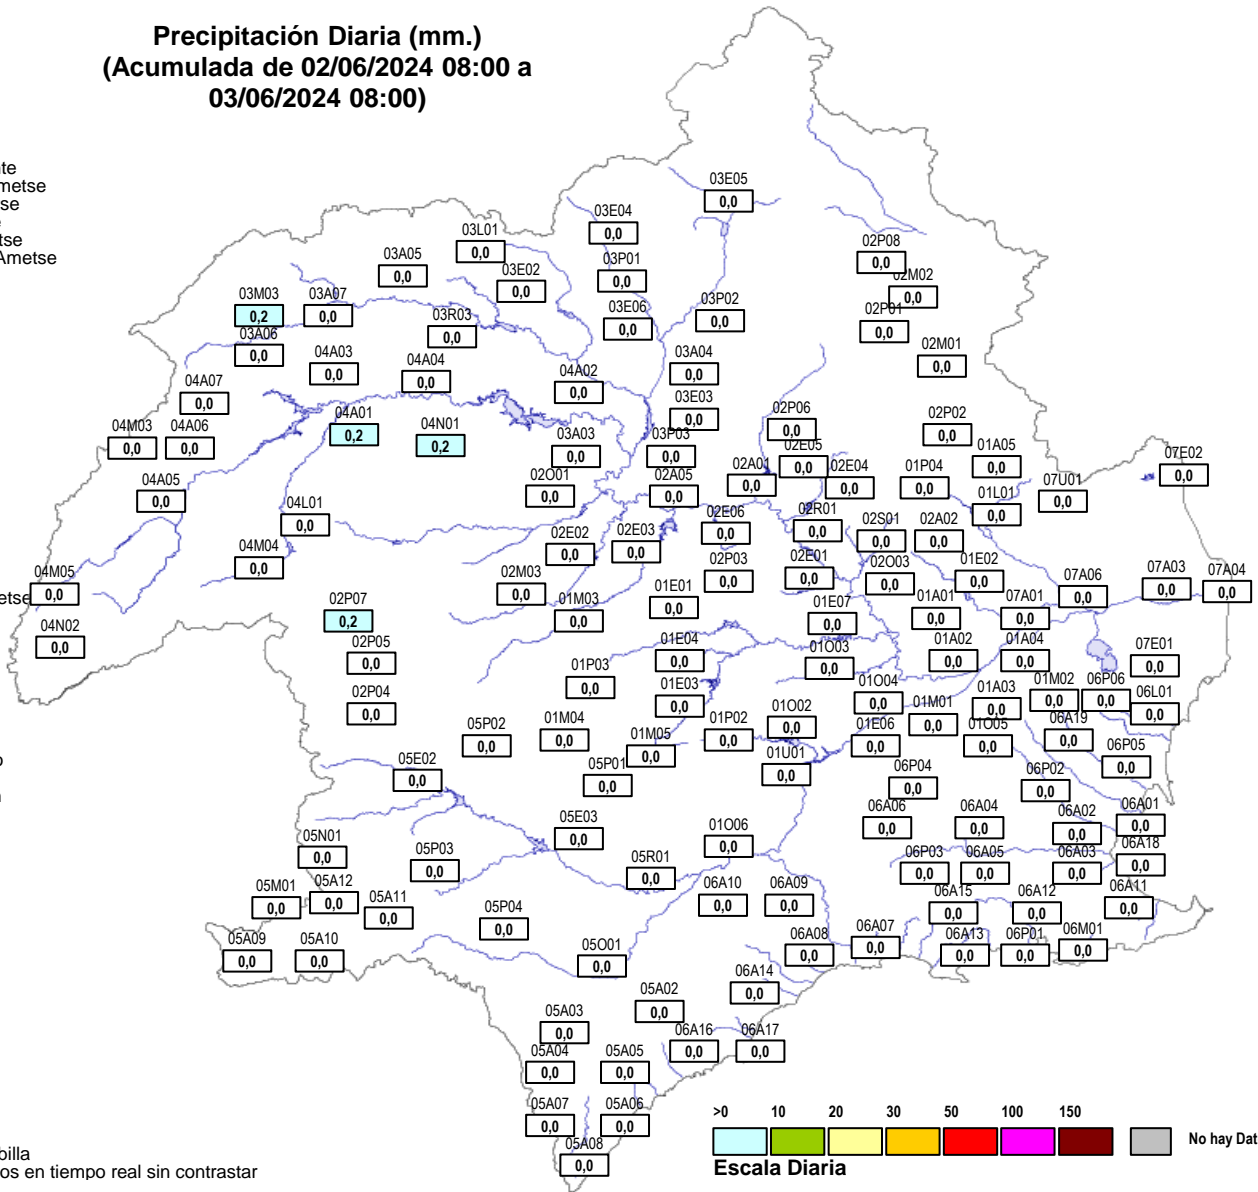 Precipitación Diaria (mm.)
(Acumulada de 02/06/2024 08:00 a
03/06/2024 08:00)
03E05
0,0
03E04
0,0
03L01
0,0
03A05
0,0
03P01
0,0
03E02
0,0
02P08
0,0
02M02
0,0
03M03
0,2
03A07
0,0
03P02
0,0
03E06
0,0
02P01
0,0
03R03
0,0
03A06
0,0
04A03
0,0
04A04
0,0
03A04
0,0
02M01
0,0
04A02
0,0
04A07
0,0
03E03
0,0
04A01
0,2
04N01
0,2
02P06
0,0
02P02
0,0
04M03
0,0
04A06
0,0
03A03
0,0
03P03
0,0
02E05
0,0
01A05
0,0
07E02
0,0
02A01
0,0
02E04
0,0
01P04
0,0
04A05
0,0
02O01
0,0
02A05
0,0
07U01
0,0
01L01
0,0
04L01
0,0
02R01
0,0
02E06
0,0
02S01
0,0
02A02
0,0
02E02
0,0
02E03
0,0
04M04
0,0
02P03
0,0
02E01
0,0
02O03
0,0
01E02
0,0
04M05
0,0
02M03
0,0
07A06
0,0
07A03
0,0
07A04
0,0
01E01
0,0
01M03
0,0
02P07
0,2
01E07
0,0
01A01
0,0
07A01
0,0
04N02
0,0
02P05
0,0
01E04
0,0
01O03
0,0
01A02
0,0
01A04
0,0
07E01
0,0
01P03
0,0
01E03
0,0
01O04
0,0
01A03
0,0
01M02
0,0
06P06
0,0
06L01
0,0
02P04
0,0
01M01
0,0
01O02
0,0
05P02
0,0
01M04
0,0
01P02
0,0
01E06
0,0
01O05
0,0
06A19
0,0
01M05
0,0
01U01
0,0
06P05
0,0
05E02
0,0
05P01
0,0
06P04
0,0
06P02
0,0
05E03
0,0
06A06
0,0
06A04
0,0
06A02
0,0
06A01
0,0
01O06
0,0
05N01
0,0
05P03
0,0
05R01
0,0
06P03
0,0
06A05
0,0
06A03
0,0
06A18
0,0
05M01
0,0
05A12
0,0
05A11
0,0
06A10
0,0
06A09
0,0
06A15
0,0
06A12
0,0
06A11
0,0
05P04
0,0
05A09
0,0
05A10
0,0
05O01
0,0
06A08
0,0
06A07
0,0
06A13
0,0
06P01
0,0
06M01
0,0
06A14
0,0
05A02
0,0
05A03
0,0
06A16
0,0
06A17
0,0
05A04
0,0
05A05
0,0
05A07
0,0
05A06
0,0
05A08
0,0
>0 10 20 30 50 100 150
No hay Dat
Escala Diaria
nte
metse
tse
Ametse
etse
billa
os en tiempo real sin contrastar